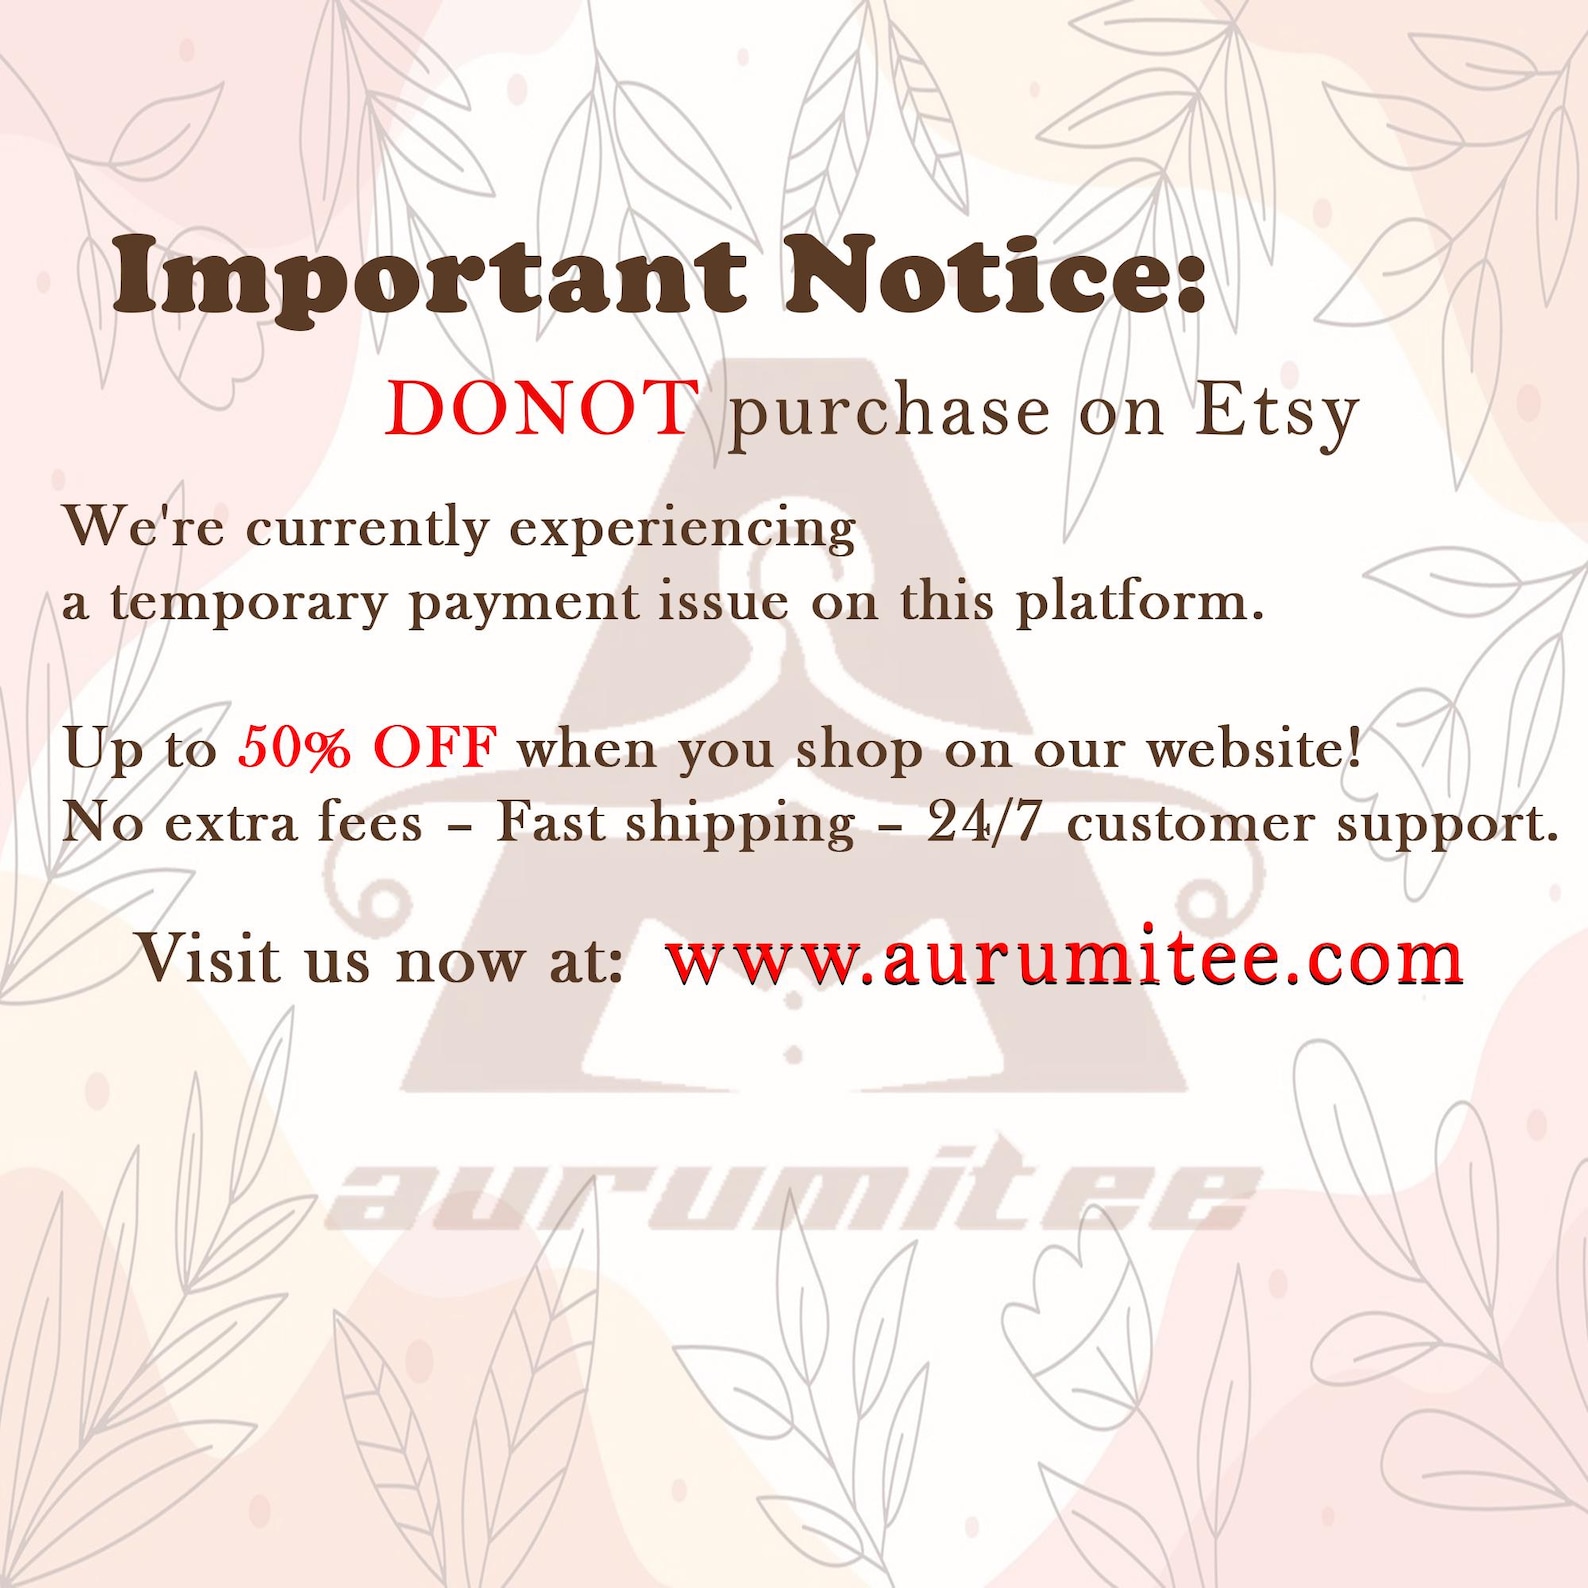 Important Notice:
DONOT purchase on Etsy
We're currently experiencing
a temporary payment issue on this platform.
Up to 50% OFF when you shop on our website!
No extra fees – Fast shipping – 24/7 customer support.
Visit us now at: www.aurumitee.com
aurumitee